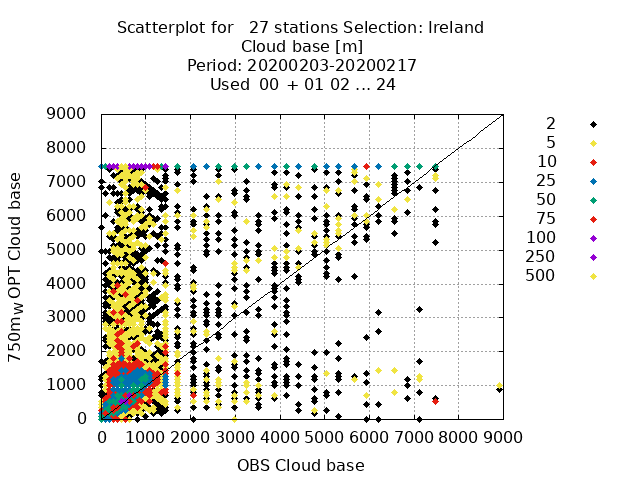 Scatterplot for   27 stations Selection: Ireland
Cloud base [m]
Period: 20200203-20200217
Used  00 + 01 02 ... 24
9000
8000
7000
6000
5000
4000
3000
2000
1000
0
750mwOPT Cloud base
0 1000 2000 3000 4000 5000 6000 7000 8000 9000
OBS Cloud base
2
5
10
25
50
75
100
250
500